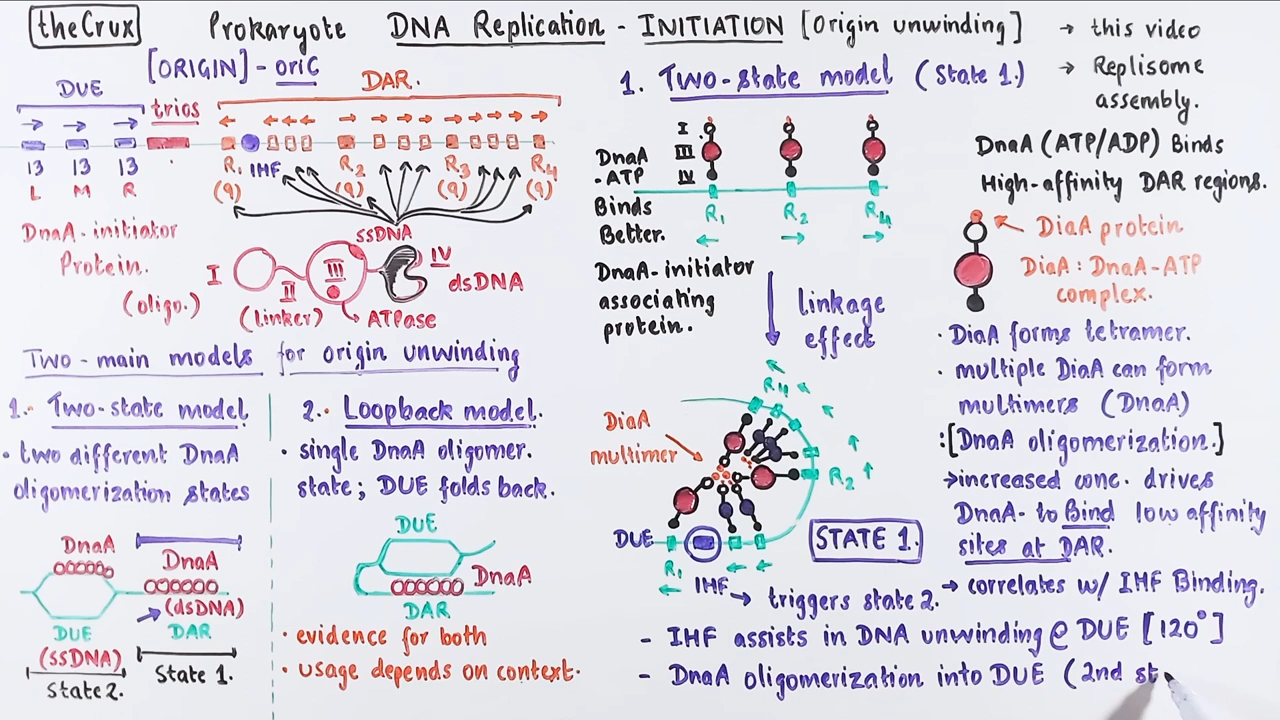 theCrux
Prokaryote DNA Replication - INITIATION [Origin unwinding]
→ this video
→ Replisome
assembly.
[ORIGIN] - oriC
DUE
trios
DAR.
13 13 13
L M R
R1 IHF R2 R3 R4
(9) (9) (9) (9)
DnaA - initiator
Protein.
(oligo.)
ssDNA
I II III IV
dsDNA
(linker)
ATPase
Two - main models for origin unwinding
1. Two-state model
• two different DnaA
oligomerization states
DnaA
DnaA
(dsDNA)
DUE
DAR
(ssDNA)
State 2.
State 1.
2. Loopback model.
• single DnaA oligomer.
state; DUE folds back.
DUE
DnaA
DAR
• evidence for both
• usage depends on context.
1. Two-state model (State 1.)
I
III
IV
DnaA
.ATP
Binds
Better.
R1 R2 R4
DnaA-initiator
associating
protein.
linkage
effect
DiaA
multimer
R4
R2
DUE
R1
IHF
STATE 1.
→ triggers state 2.
DnaA (ATP/ADP) Binds
High-affinity DAR regions.
DiaA protein
DiaA : DnaA-ATP
complex.
• DiaA forms tetramer.
• multiple DiaA can form
multimers (DnaA)
:[DnaA oligomerization.]
→ increased conc. drives
DnaA- to Bind low affinity
sites at DAR.
→ correlates w/ IHF Binding.
- IHF assists in DNA unwinding @ DUE [120°]
- DnaA oligomerization into DUE (2nd st